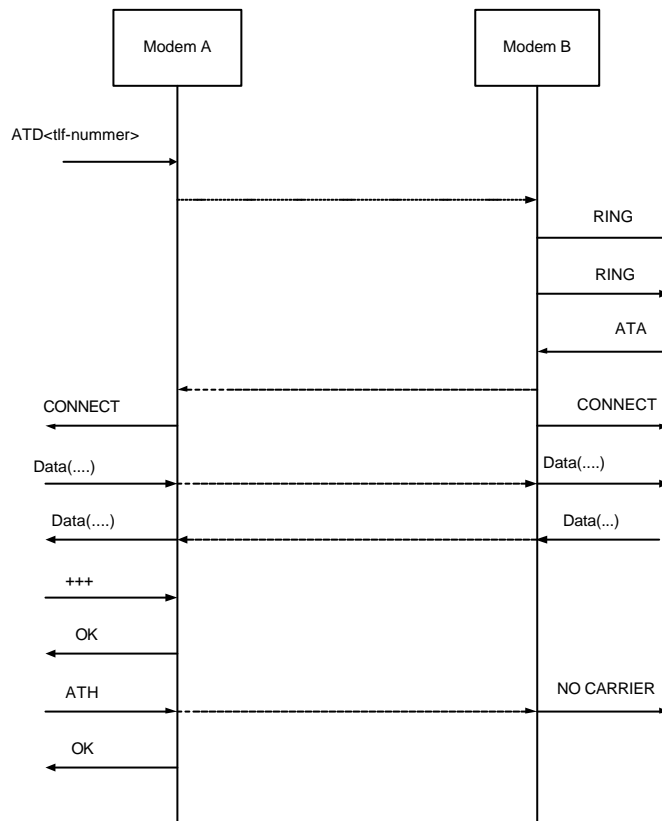 Modem A
Modem B
ATD<tlf-nummer>
RING
RING
ATA
CONNECT
CONNECT
Data(....)
Data(....)
Data(....)
Data(...)
+++
OK
ATH
NO CARRIER
OK